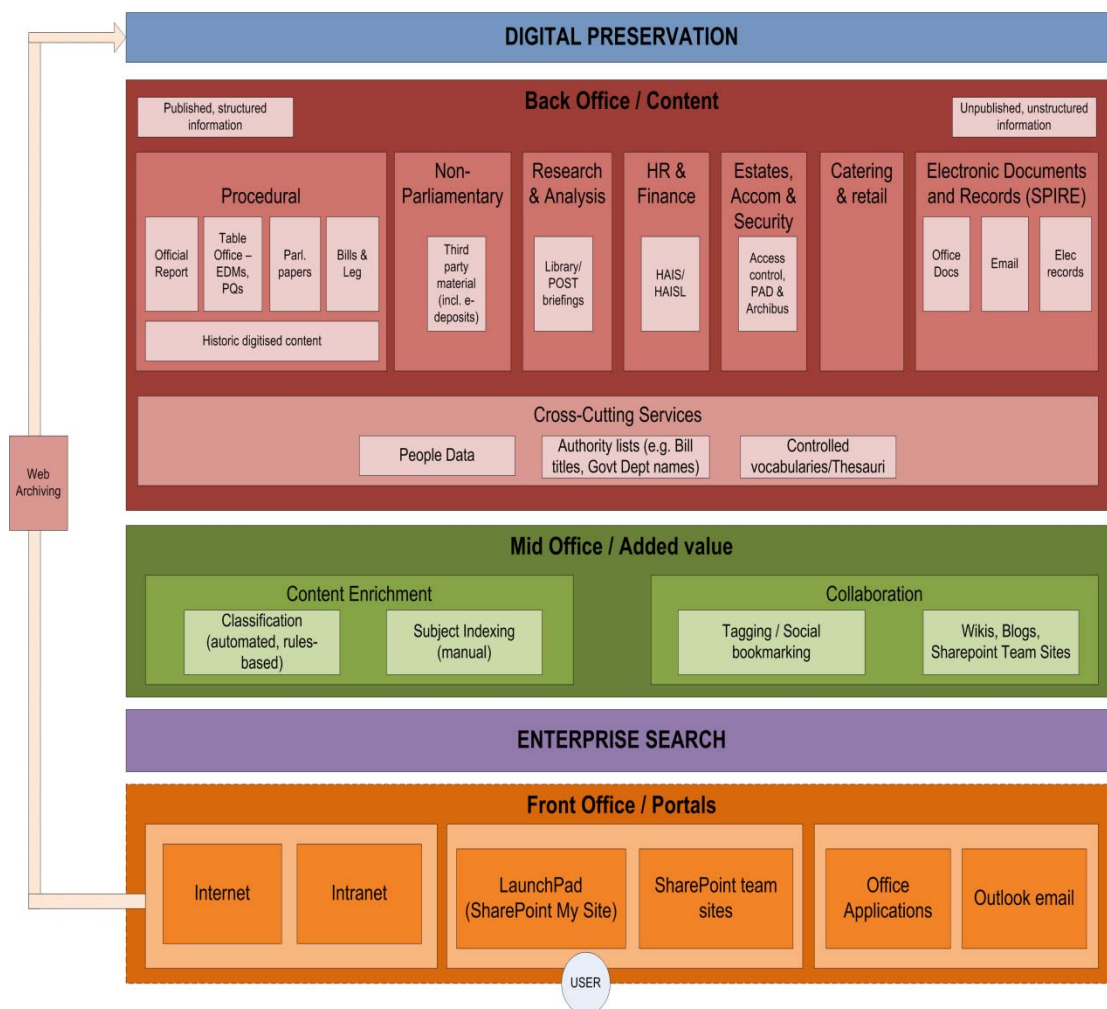 DIGITAL PRESERVATION
Back Office / Content
Published, structured
information
Unpublished, unstructured
information
Procedural
Official
Report
Table
Office –
EDMs,
PQs
Parl.
papers
Bills &
Leg
Historic digitised content
Non-
Parliamentary
Third
party
material
(incl. e-
deposits)
Research
& Analysis
Library/
POST
briefings
HR &
Finance
HAIS/
HAISL
Estates,
Accom &
Security
Access
control,
PAD &
Archibus
Catering
& retail
Electronic Documents
and Records (SPIRE)
Office
Docs
Email
Elec
records
Cross-Cutting Services
People Data
Authority lists (e.g. Bill
titles, Govt Dept names)
Controlled
vocabularies/Thesauri
Web
Archiving
Mid Office / Added value
Content Enrichment
Classification
(automated, rules-
based)
Subject Indexing
(manual)
Collaboration
Tagging / Social
bookmarking
Wikis, Blogs,
Sharepoint Team Sites
ENTERPRISE SEARCH
Front Office / Portals
Internet
Intranet
LaunchPad
(SharePoint My Site)
SharePoint team
sites
Office
Applications
Outlook email
USER